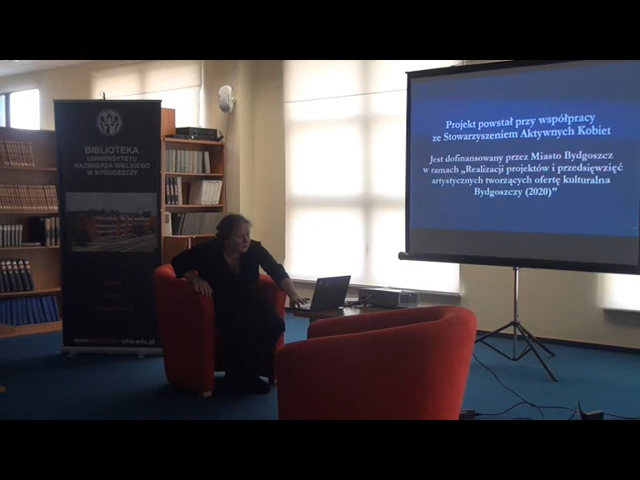 BIBLIOTEKA
UNIWERSYTETU
KAZIMIERZA WIELKIEGO
W BYDGOSZCZY
Projekt powstał przy współpracy
ze Stowarzyszeniem Aktywnych Kobiet
Jest dofinansowany przez Miasto Bydgoszcz
w ramach „Realizacji projektów i przedsięwzięć
artystycznych tworzących ofertę kulturalna
Bydgoszczy (2020)"